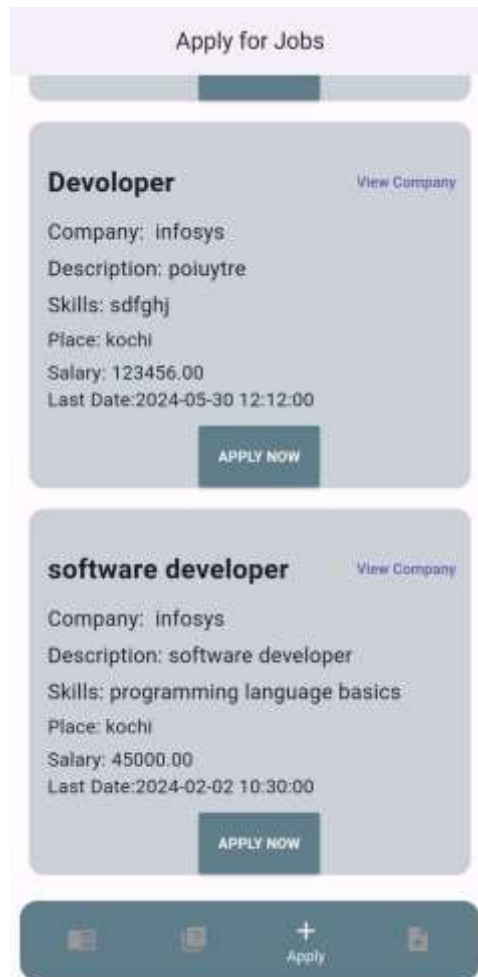 Apply for Jobs
Devoloper
View Company
Company:  infosys
Description: poiuytre
Skills: sdfghj
Place: kochi
Salary: 123456.00
Last Date:2024-05-30 12:12:00
APPLY NOW
software developer
View Company
Company:  infosys
Description: software developer
Skills: programming language basics
Place: kochi
Salary: 45000.00
Last Date:2024-02-02 10:30:00
APPLY NOW
Apply